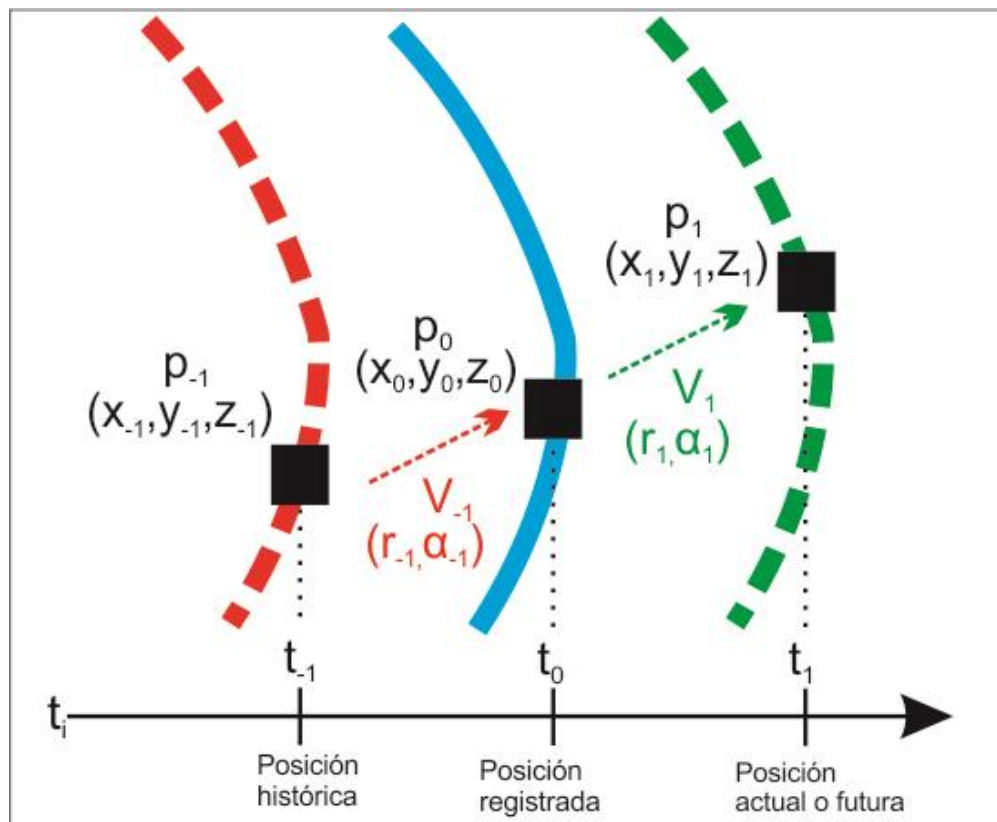 p₁
(x₁,y₁,z₁)
p₀
(x₀,y₀,z₀)
p₋₁
(x₋₁,y₋₁,z₋₁)
V₁
(r₁,α₁)
V₋₁
(r₋₁,α₋₁)
t₋₁
t₀
t₁
tᵢ
Posición
histórica
Posición
registrada
Posición
actual o futura